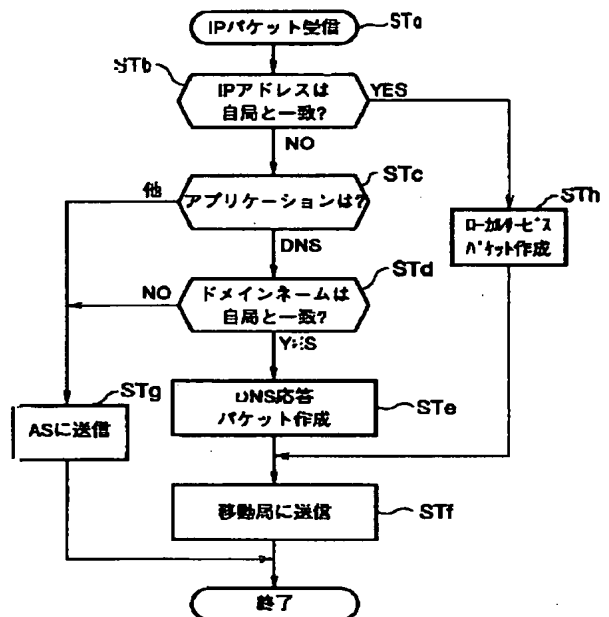 IPパケット受信
STa
STb
IPアドレスは
自局と一致?
YES
NO
STc
他
アプリケーションは?
STh
ローカルサービス
パケット作成
DNS
STd
NO
ドメインネームは
自局と一致?
YES
STg
DNS応答
パケット作成
STe
ASに送信
移動局に送信
STf
終了